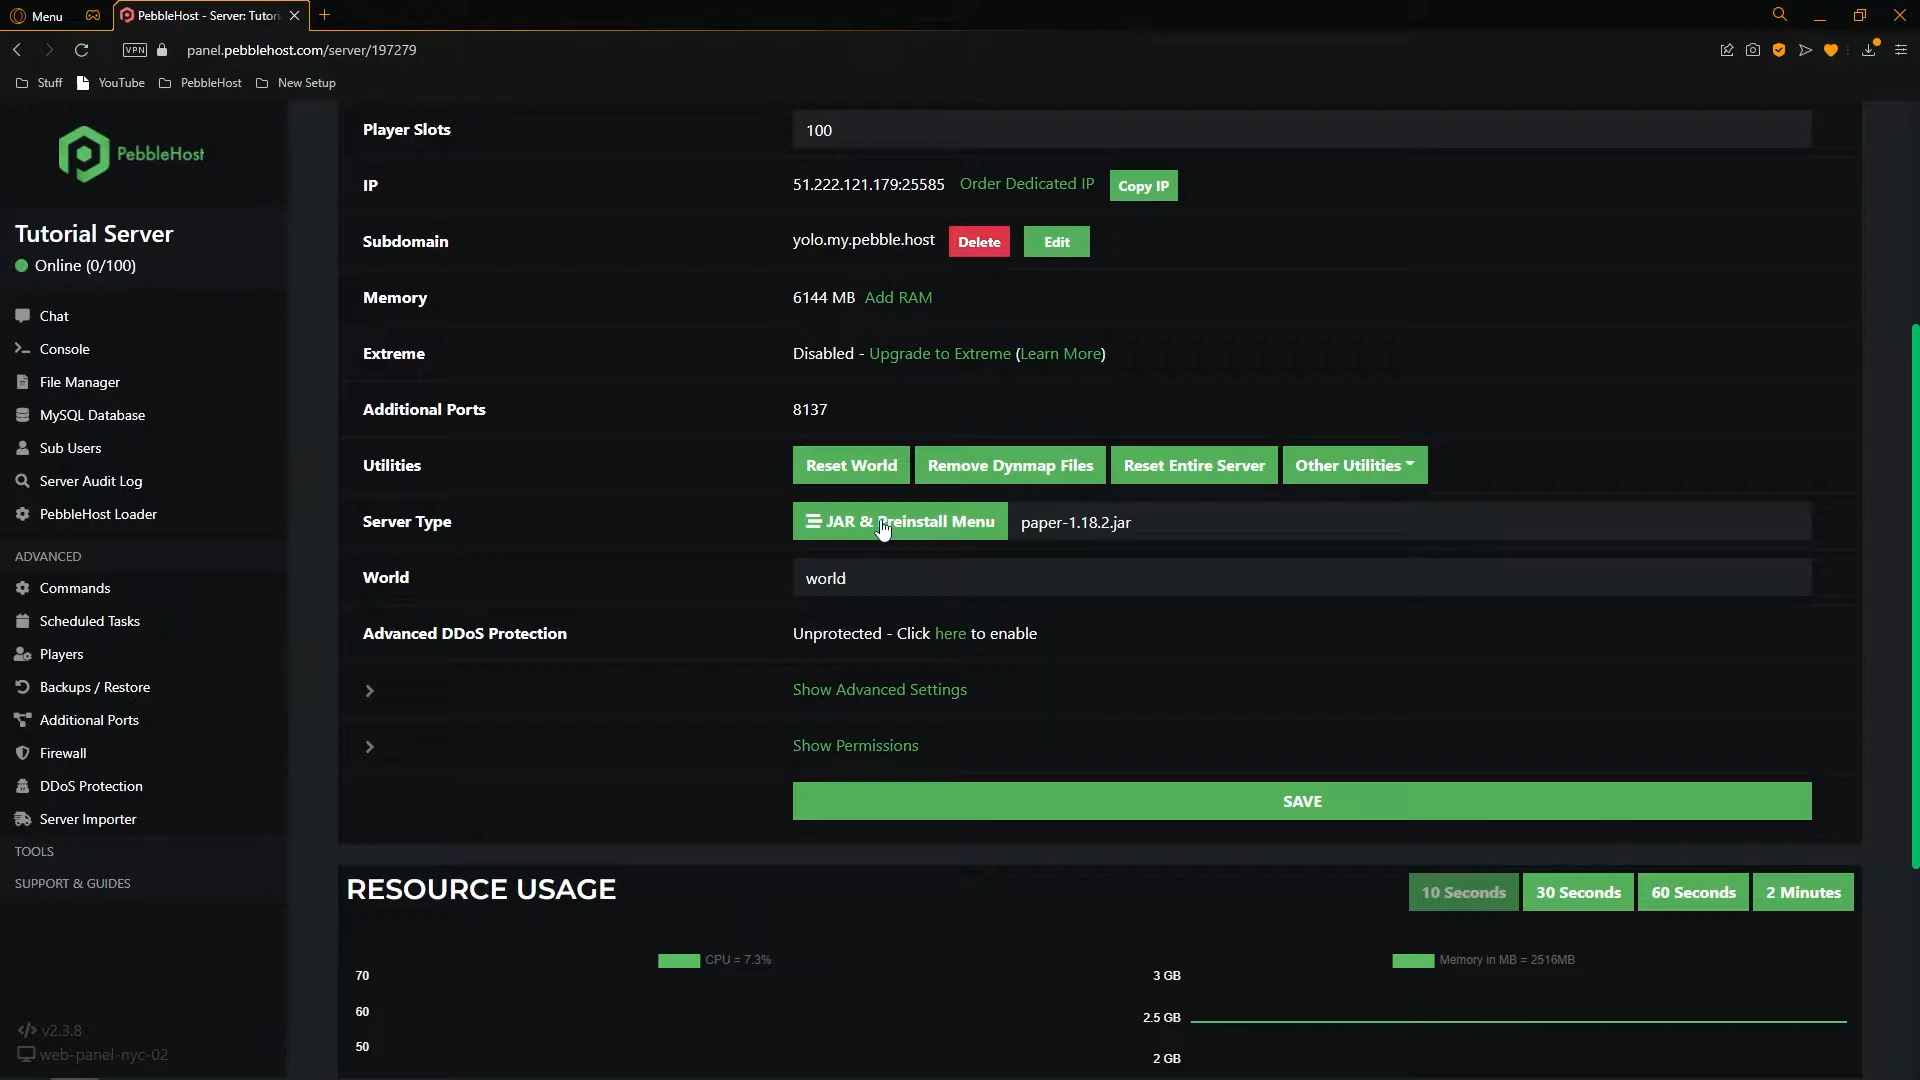 Menu
PebbleHost - Server: Tutori
VPN
panel.pebblehost.com/server/197279
Stuff
YouTube
PebbleHost
New Setup
PebbleHost
Tutorial Server
Online (0/100)
Chat
Console
File Manager
MySQL Database
Sub Users
Server Audit Log
PebbleHost Loader
ADVANCED
Commands
Scheduled Tasks
Players
Backups / Restore
Additional Ports
Firewall
DDoS Protection
Server Importer
TOOLS
SUPPORT & GUIDES
v2.3.8
web-panel-nyc-02
Player Slots
100
IP
51.222.121.179:25585 Order Dedicated IP Copy IP
Subdomain
yolo.my.pebble.host Delete Edit
Memory
6144 MB Add RAM
Extreme
Disabled - Upgrade to Extreme (Learn More)
Additional Ports
8137
Utilities
Reset World Remove Dynmap Files Reset Entire Server Other Utilities
Server Type
JAR & Preinstall Menu paper-1.18.2.jar
World
world
Advanced DDoS Protection
Unprotected - Click here to enable
Show Advanced Settings
Show Permissions
SAVE
RESOURCE USAGE
10 Seconds 30 Seconds 60 Seconds 2 Minutes
CPU = 7.3%
70
60
50
Memory in MB = 2516MB
3 GB
2.5 GB
2 GB